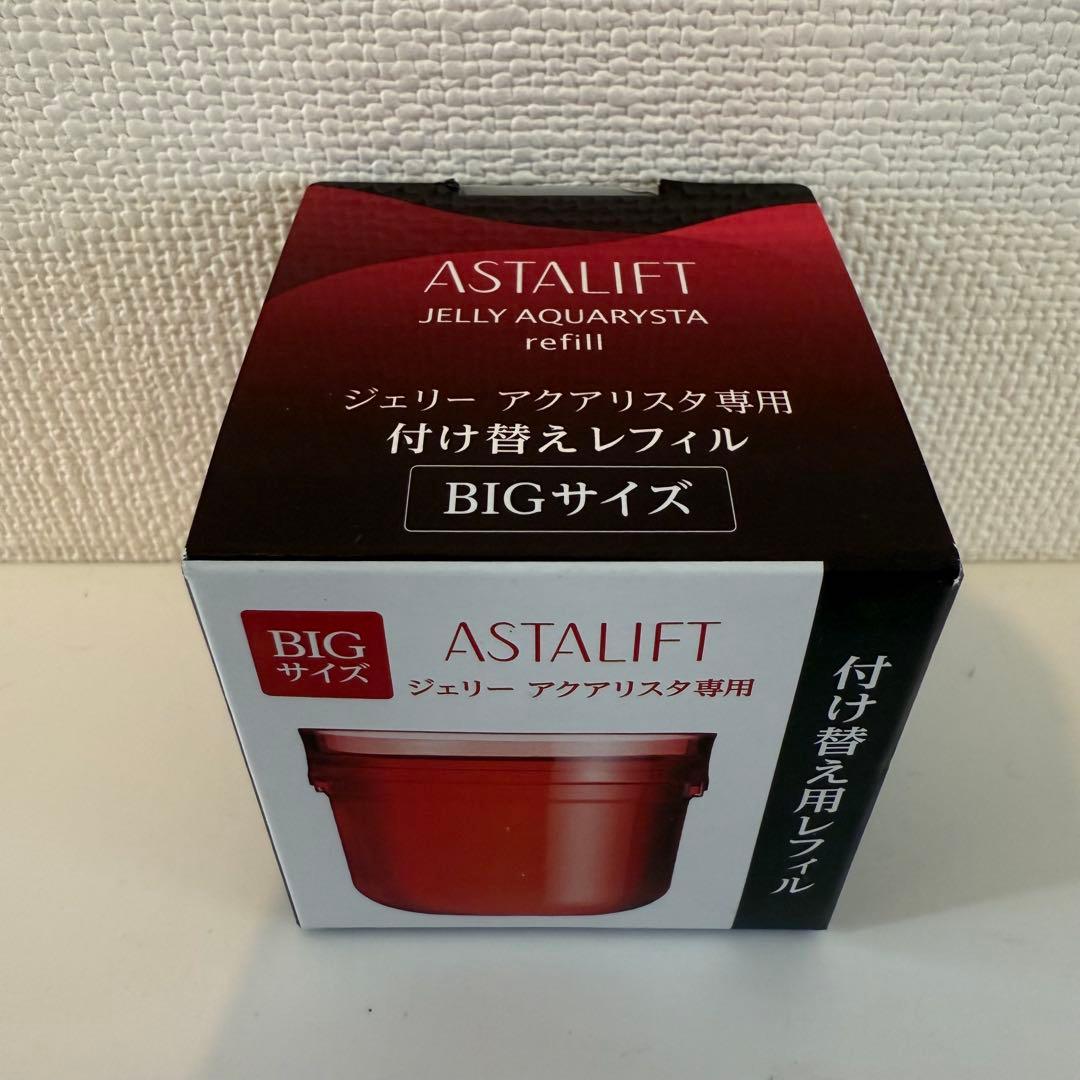 ASTALIFT
JELLY AQUARYSTA
refill
ジェリー アクアリスタ専用
付け替えレフィル
BIGサイズ
BIG
サイズ
ASTALIFT
ジェリー アクアリスタ専用
付け替え用レフィル